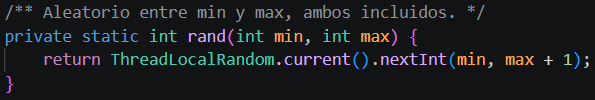 /** Aleatorio entre min y max, ambos incluidos. */
private static int rand(int min, int max) {
    return ThreadLocalRandom.current().nextInt(min, max + 1);
}